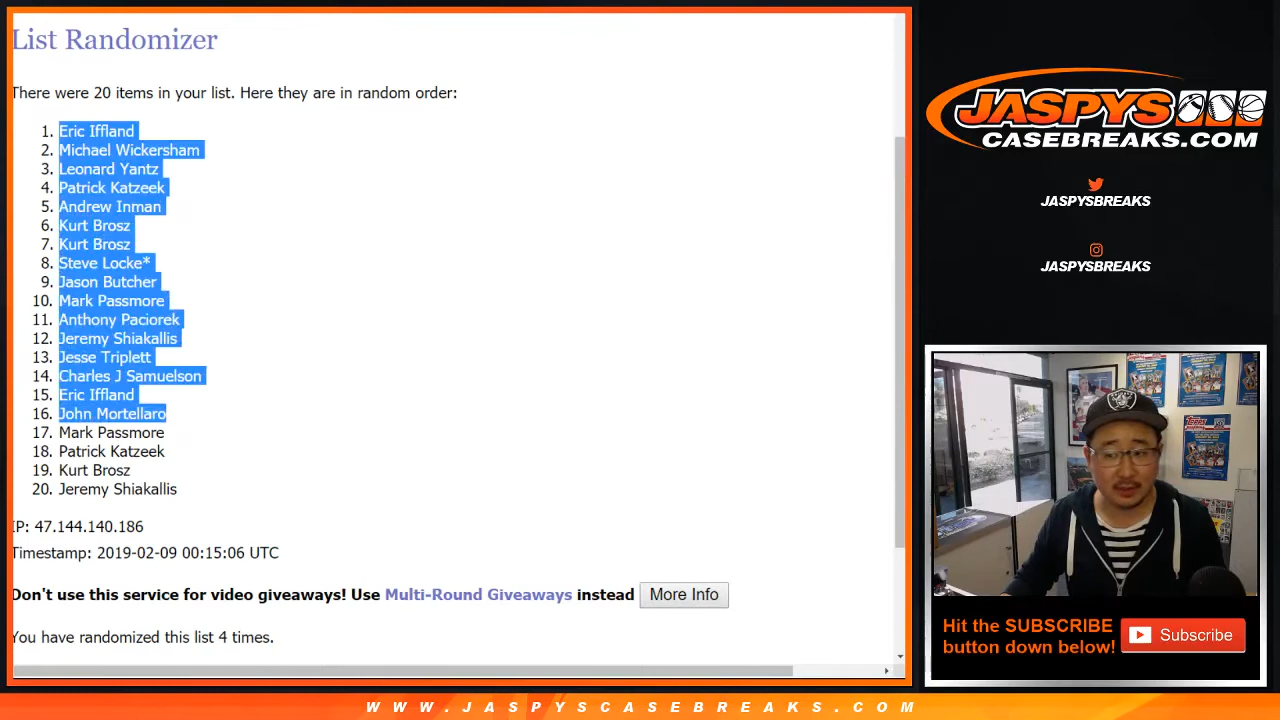 List Randomizer
There were 20 items in your list. Here they are in random order:
1. Eric Iffland
2. Michael Wickersham
3. Leonard Yantz
4. Patrick Katzeek
5. Andrew Inman
6. Kurt Brosz
7. Kurt Brosz
8. Steve Locke*
9. Jason Butcher
10. Mark Passmore
11. Anthony Paciorek
12. Jeremy Shiakallis
13. Jesse Triplett
14. Charles J Samuelson
15. Eric Iffland
16. John Mortellaro
17. Mark Passmore
18. Patrick Katzeek
19. Kurt Brosz
20. Jeremy Shiakallis
IP: 47.144.140.186
Timestamp: 2019-02-09 00:15:06 UTC
Don't use this service for video giveaways! Use Multi-Round Giveaways instead More Info
You have randomized this list 4 times.
JASPYS
CASEBREAKS.COM
JASPYSBREAKS
JASPYSBREAKS
Hit the SUBSCRIBE
button down below!
Subscribe
WWW.JASPYSCASEBREAKS.COM